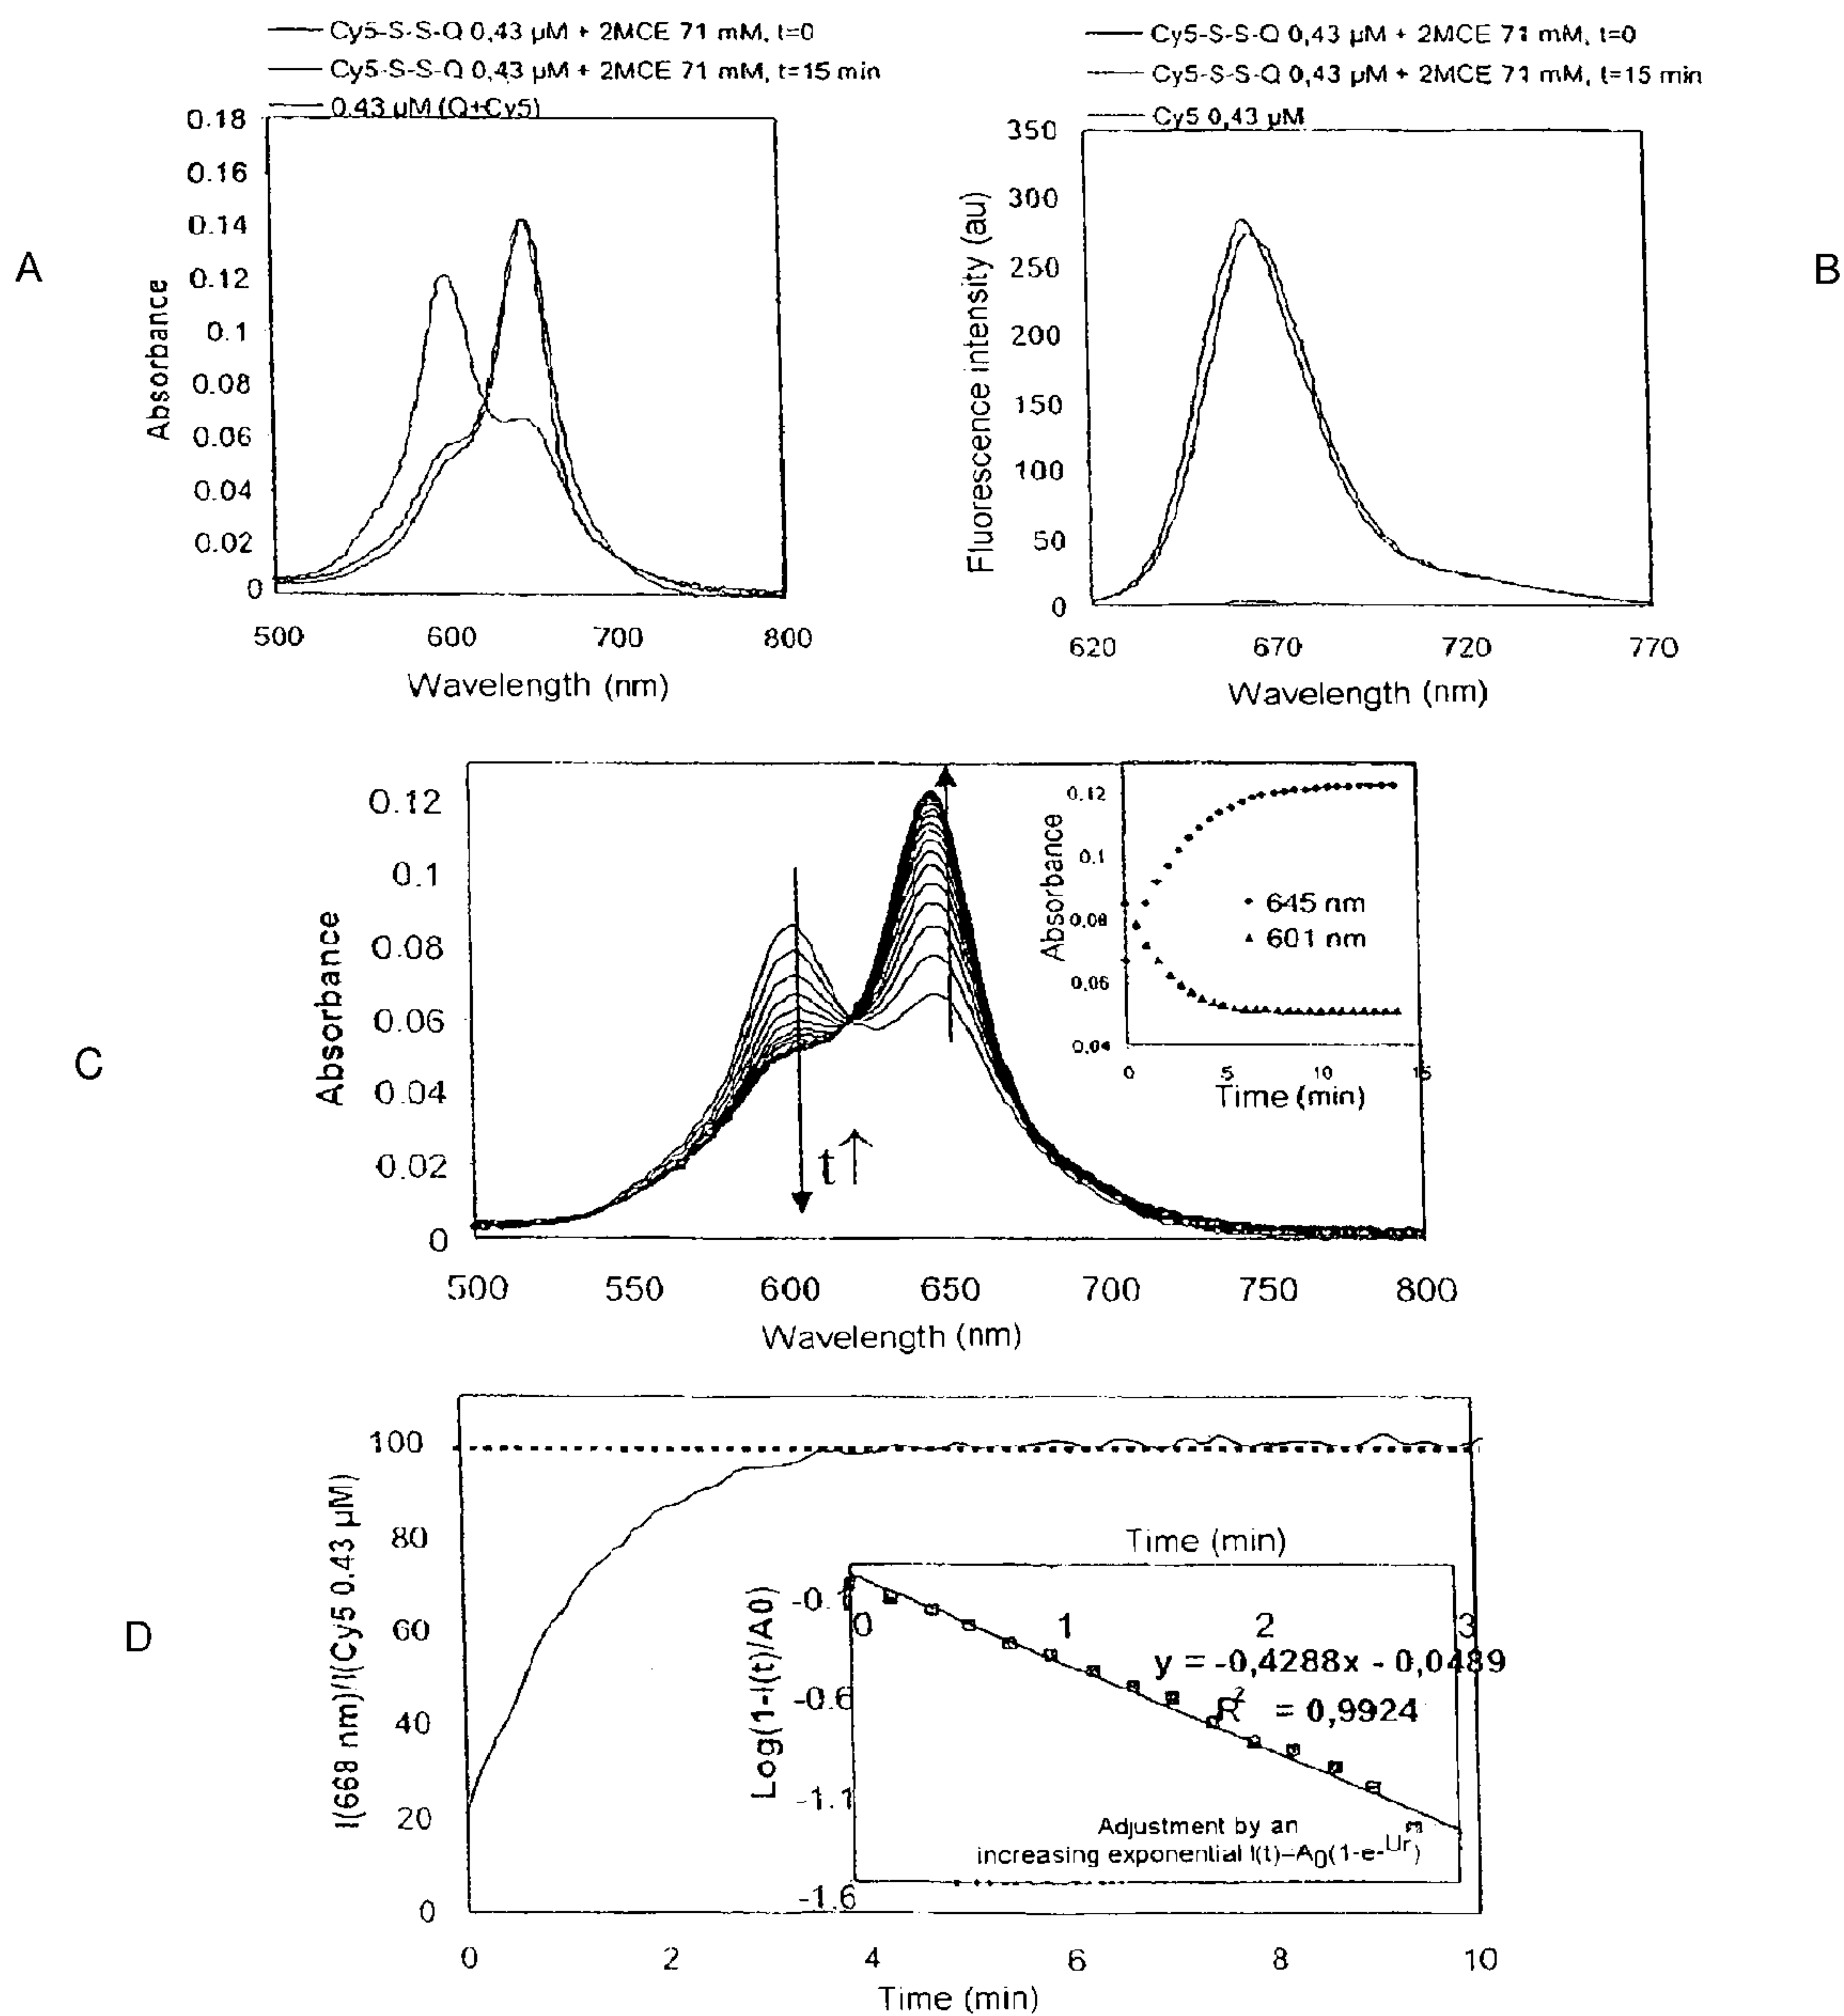 Cy5-S-S-Q 0,43 µM + 2MCE 71 mM, t=0
Cy5-S-S-Q 0,43 µM + 2MCE 71 mM, t=15 min
0.43 µM (Q+Cy5)
0.18
0.16
0.14
0.12
0.1
0.08
0.06
0.04
0.02
0
Absorbance
500 600 700 800
Wavelength (nm)
A
Cy5-S-S-Q 0,43 µM + 2MCE 71 mM, t=0
Cy5-S-S-Q 0,43 µM + 2MCE 71 mM, t=15 min
Cy5 0,43 µM
350
300
250
200
150
100
50
0
Fluorescence intensity (au)
620 670 720 770
Wavelength (nm)
B
C
0.12
0.1
0.08
0.06
0.04
0.02
0
Absorbance
t↑
500 550 600 650 700 750 800
Wavelength (nm)
0,12
0,1
0,08
0,06
0,04
Absorbance
645 nm
601 nm
0 5 10 15
Time (min)
D
100
80
60
40
20
0
I(668 nm)/I(Cy5 0.43 µM)
0 2 4 6 8 10
Time (min)
Time (min)
0 1 2 3
-0.1
-0.6
-1.1
-1.6
Log(1-I(t)/A0)
y = -0,4288x - 0,0489
R² = 0,9924
Adjustment by an
increasing exponential I(t)–A0(1-e-Ur)